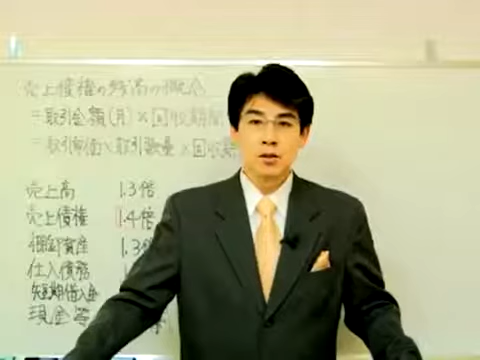 売上債権の残高の概念
=取引金額(月)×回収期間
=取引単価×取引数量×回収期
売上高 1.3倍
売上債権 1.4倍
棚卸資産 1.3
仕入債務 1
短期借入金
現金等